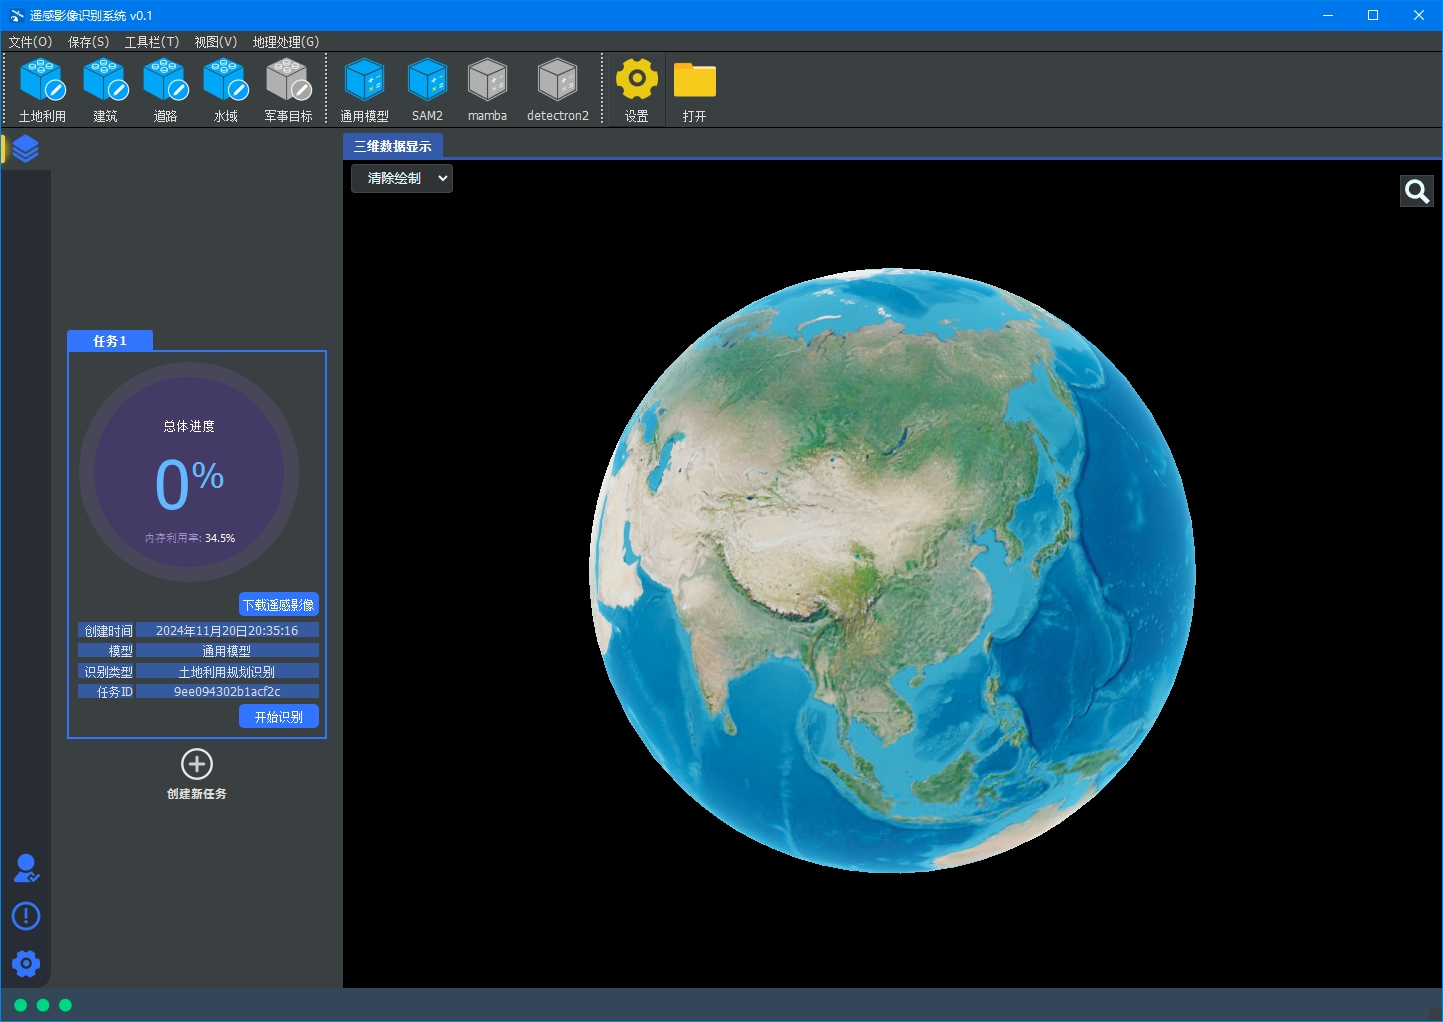 遥感影像识别系统 v0.1
文件(O) 保存(S) 工具栏(T) 视图(V) 地理处理(G)
土地利用 建筑 道路 水域 军事目标 通用模型 SAM2 mamba detectron2 设置 打开
三维数据显示
清除绘制
任务1
总体进度
0%
内存利用率: 34.5%
下载遥感影像
创建时间 2024年11月20日20:35:16
模型 通用模型
识别类型 土地利用规划识别
任务ID 9ee094302b1acf2c
开始识别
创建新任务